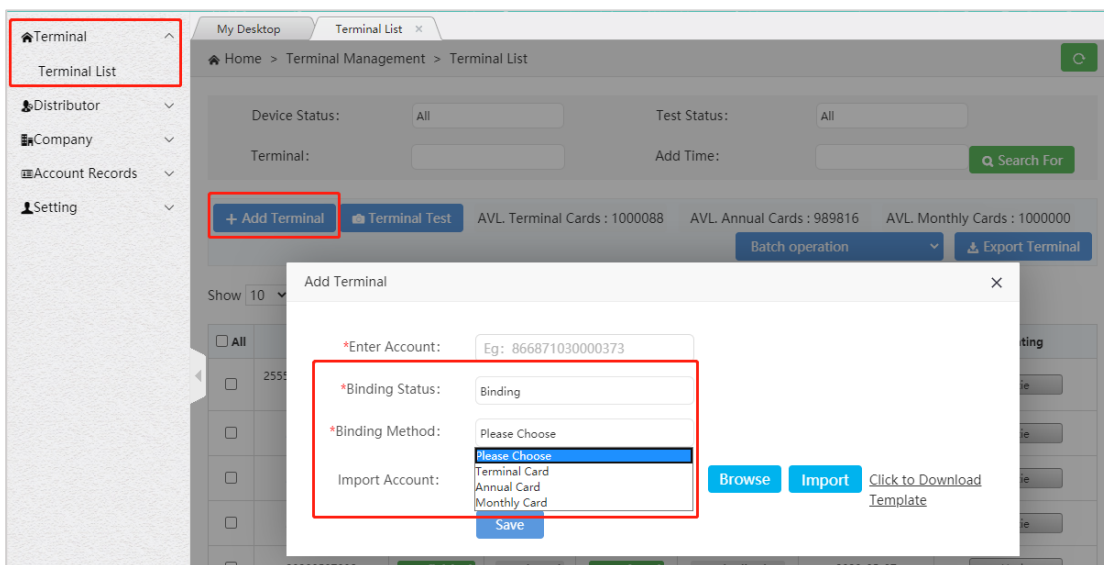 Terminal
Terminal List
Distributor
Company
Account Records
Setting
My Desktop Terminal List ×
Home > Terminal Management > Terminal List
Device Status: All Test Status: All
Terminal: Add Time: Search For
+ Add Terminal Terminal Test AVL. Terminal Cards : 1000088 AVL. Annual Cards : 989816 AVL. Monthly Cards : 1000000
Batch operation Export Terminal
Show 10
Add Terminal ×
All
*Enter Account: Eg: 866871030000373
*Binding Status: Binding
*Binding Method: Please Choose
Please Choose
Terminal Card
Annual Card
Monthly Card
Import Account: Browse Import Click to Download
Template
Save